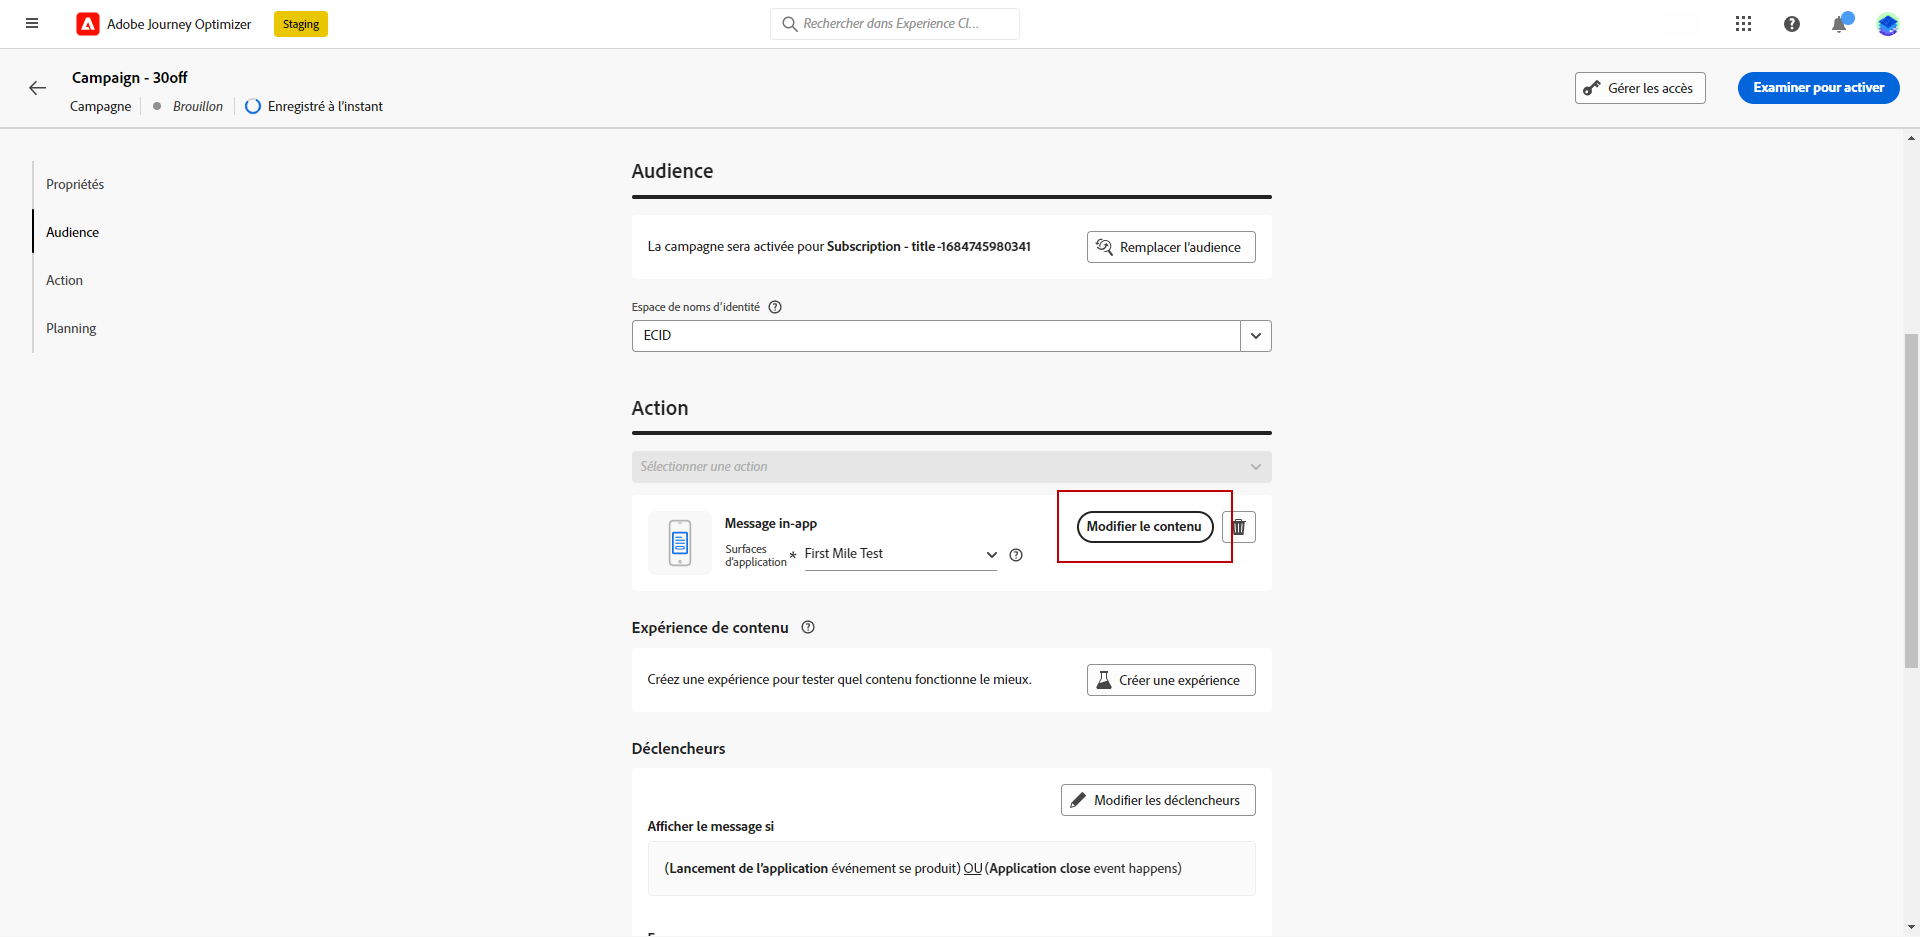 Adobe Journey Optimizer
Staging
Rechercher dans Experience Cl...
Campaign - 30off
Campagne
Brouillon
Enregistré à l'instant
Gérer les accès
Examiner pour activer
Propriétés
Audience
Action
Planning
Audience
La campagne sera activée pour Subscription - title -1684745980341
Remplacer l'audience
Espace de noms d'identité
ECID
Action
Sélectionner une action
Message in-app
Surfaces
d'application *
First Mile Test
Modifier le contenu
Expérience de contenu
Créez une expérience pour tester quel contenu fonctionne le mieux.
Créer une expérience
Déclencheurs
Modifier les déclencheurs
Afficher le message si
(Lancement de l'application événement se produit) OU (Application close event happens)